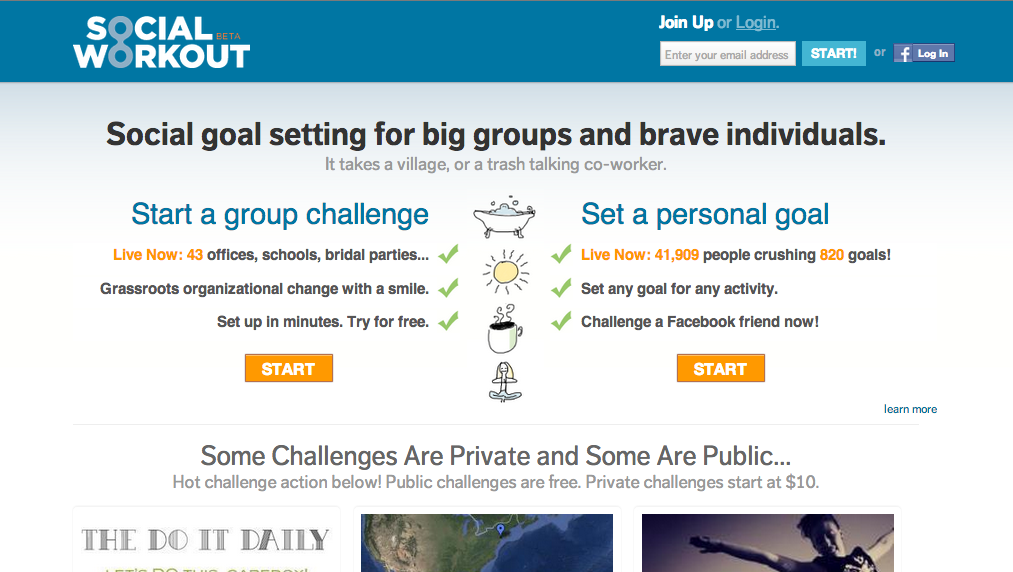 SOCIAL
WORKOUT BETA
Join Up or Login.
Enter your email address START! or f Log In
Social goal setting for big groups and brave individuals.
It takes a village, or a trash talking co-worker.
Start a group challenge
Live Now: 43 offices, schools, bridal parties...
Grassroots organizational change with a smile.
Set up in minutes. Try for free.
START
Set a personal goal
Live Now: 41,909 people crushing 820 goals!
Set any goal for any activity.
Challenge a Facebook friend now!
START
learn more
Some Challenges Are Private and Some Are Public...
Hot challenge action below! Public challenges are free. Private challenges start at $10.
THE DO IT DAILY